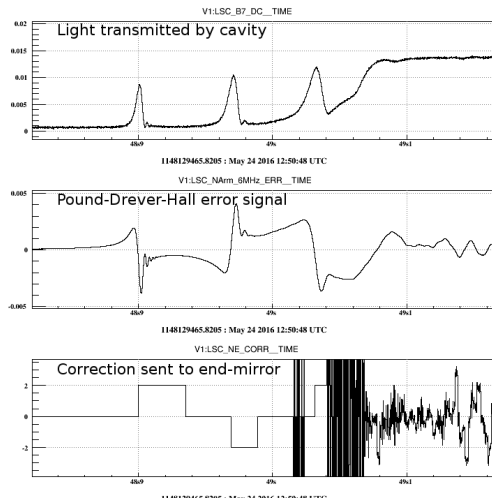 V1:LSC_B7_DC__TIME
0.02
Light transmitted by cavity
0.015
0.01
0.005
0
48s9
49s
49s1
1148129465.8205 : May 24 2016 12:50:48 UTC
V1:LSC_NArm_6MHz_ERR__TIME
0.005
Pound-Drever-Hall error signal
0
-0.005
48s9
49s
49s1
1148129465.8205 : May 24 2016 12:50:48 UTC
V1:LSC_NE_CORR__TIME
Correction sent to end-mirror
2
0
-2
48s9
49s
49s1
1148129465.8205 : May 24 2016 12:50:48 UTC